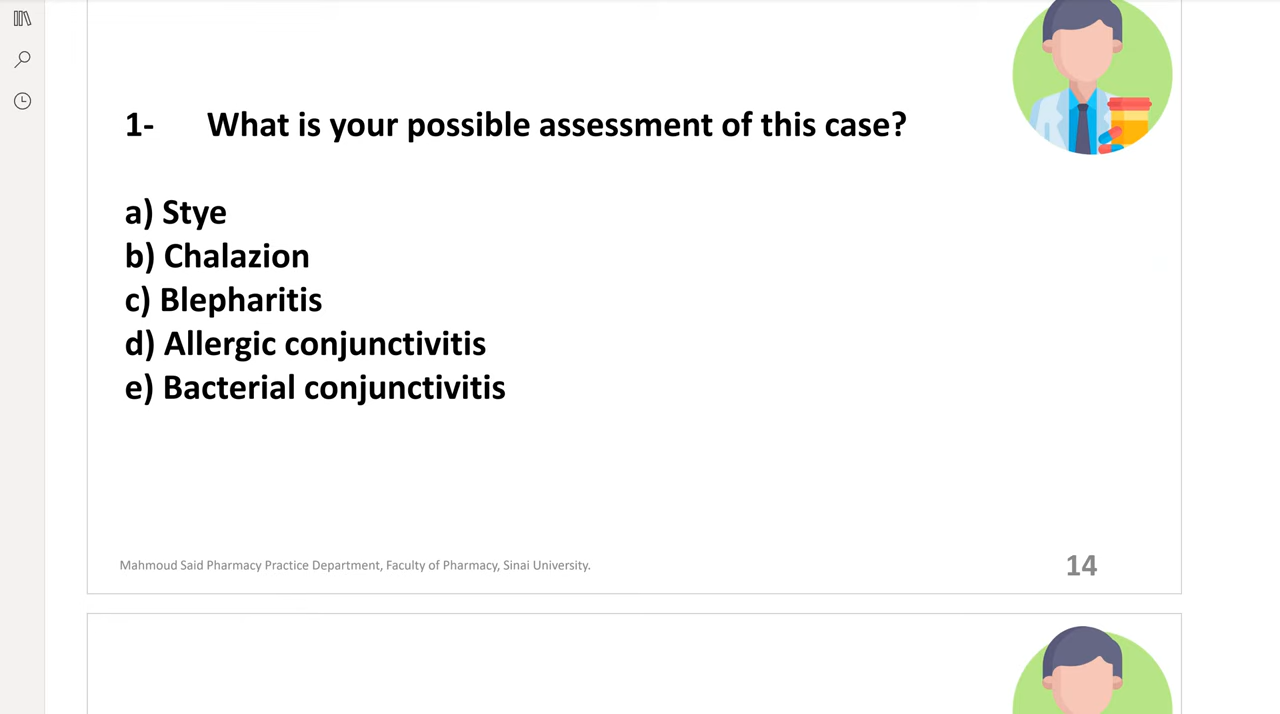 1- What is your possible assessment of this case?
a) Stye
b) Chalazion
c) Blepharitis
d) Allergic conjunctivitis
e) Bacterial conjunctivitis
Mahmoud Said Pharmacy Practice Department, Faculty of Pharmacy, Sinai University.
14